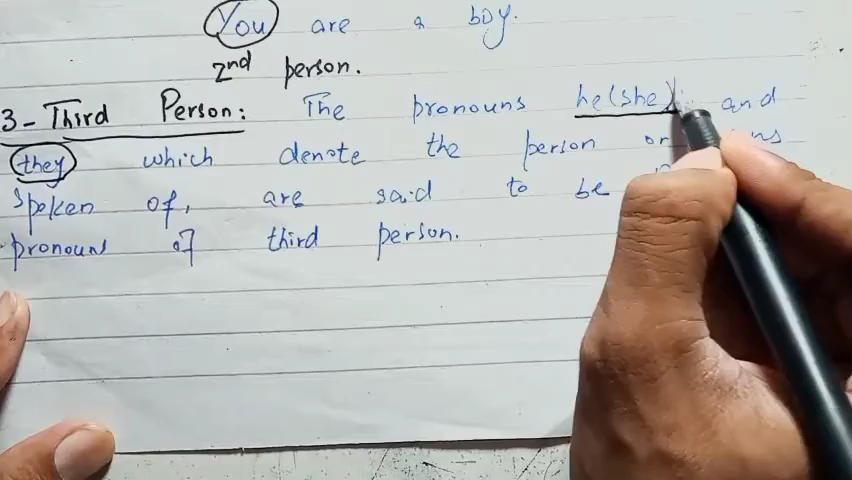 You are a boy.
2nd person.
3- Third Person: The pronouns he(she) and
they which denote the person or
spoken of, are said to be
pronouns of third person.